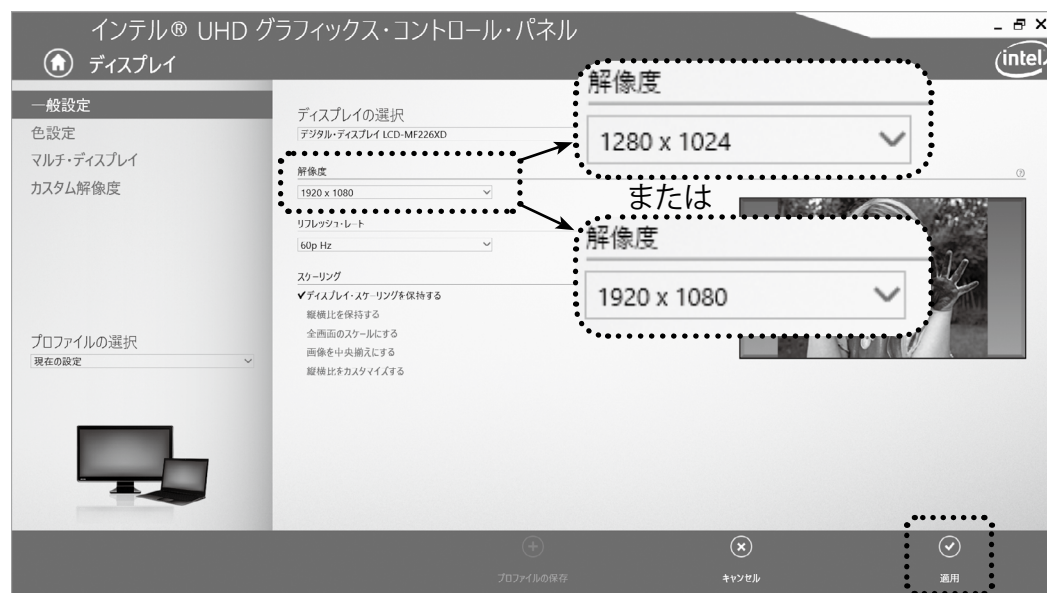 インテル® UHD グラフィックス・コントロール・パネル
ディスプレイ
intel
一般設定
色設定
マルチ・ディスプレイ
カスタム解像度
プロファイルの選択
現在の設定
ディスプレイの選択
デジタル・ディスプレイ LCD-MF226XD
解像度
1920 x 1080
リフレッシュ・レート
60p Hz
スケーリング
✔ディスプレイ・スケーリングを保持する
縦横比を保持する
全画面のスケールにする
画像を中央揃えにする
縦横比をカスタマイズする
解像度
1280 x 1024
または
解像度
1920 x 1080
プロファイルの保存
キャンセル
適用